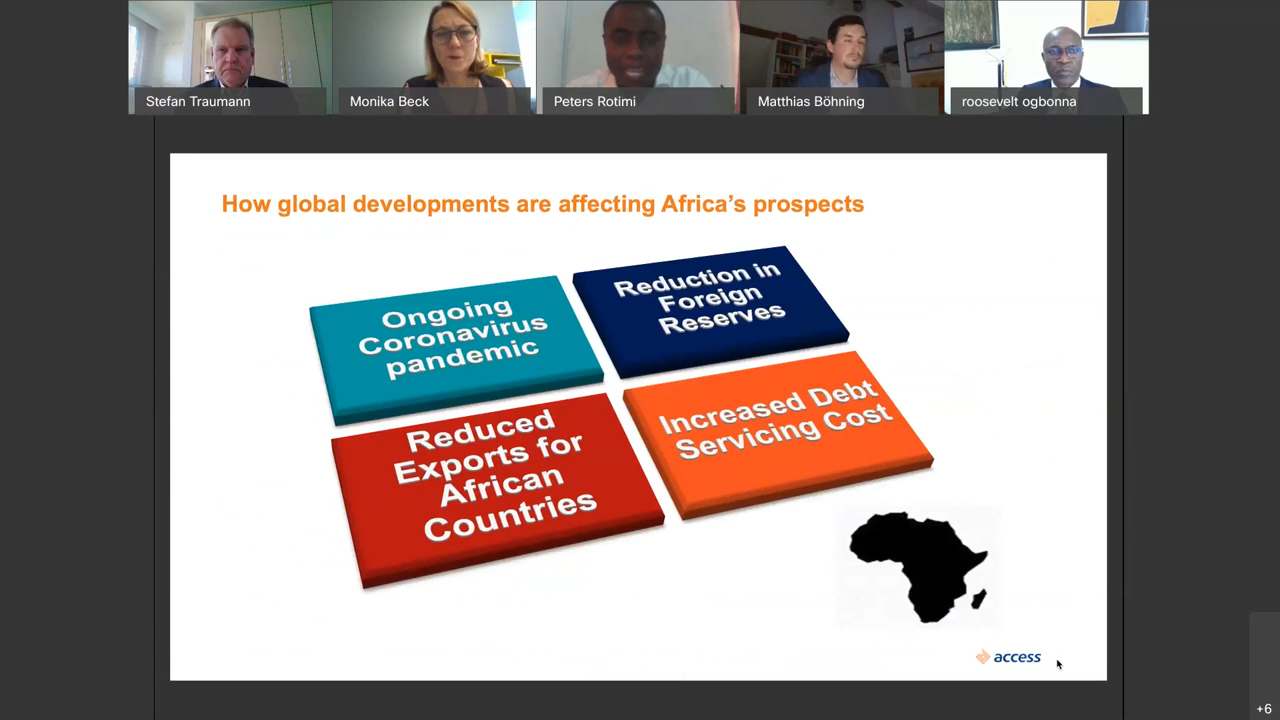 Stefan Traumann
Monika Beck
Peters Rotimi
Matthias Böhning
roosevelt ogbonna
How global developments are affecting Africa's prospects
Ongoing
Coronavirus
pandemic
Reduction in
Foreign
Reserves
Reduced
Exports for
African
Countries
Increased Debt
Servicing Cost
access
+6